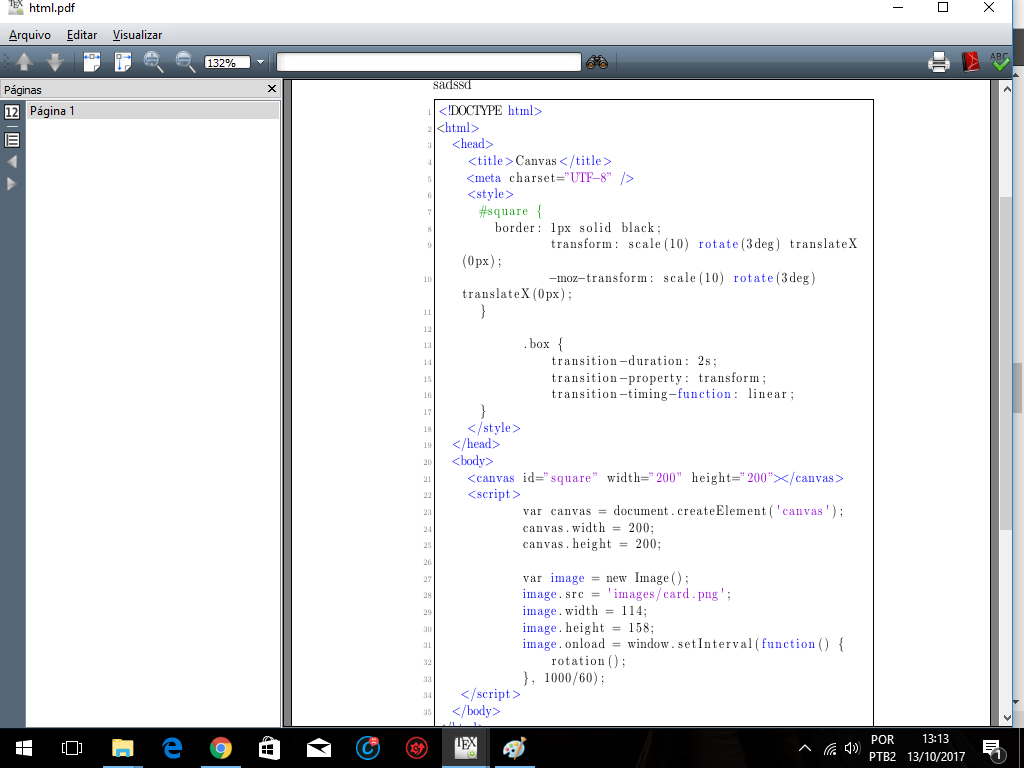 html.pdf
Arquivo Editar Visualizar
132%
ABC
Páginas
12
Página 1
sadssd
1 <!DOCTYPE html>
2 <html>
3 <head>
4 <title>Canvas</title>
5 <meta charset="UTF-8" />
6 <style>
7 #square {
8 border: 1px solid black;
9 transform: scale(10) rotate(3deg) translateX
(0px);
10 -moz-transform: scale(10) rotate(3deg)
translateX(0px);
11 }
12
13 .box {
14 transition-duration: 2s;
15 transition-property: transform;
16 transition-timing-function: linear;
17 }
18 </style>
19 </head>
20 <body>
21 <canvas id="square" width="200" height="200"></canvas>
22 <script>
23 var canvas = document.createElement('canvas');
24 canvas.width = 200;
25 canvas.height = 200;
26
27 var image = new Image();
28 image.src = 'images/card.png';
29 image.width = 114;
30 image.height = 158;
31 image.onload = window.setInterval(function() {
32 rotation();
33 }, 1000/60);
34 </script>
35 </body>
TEX
POR
PTB2
13:13
13/10/2017
1